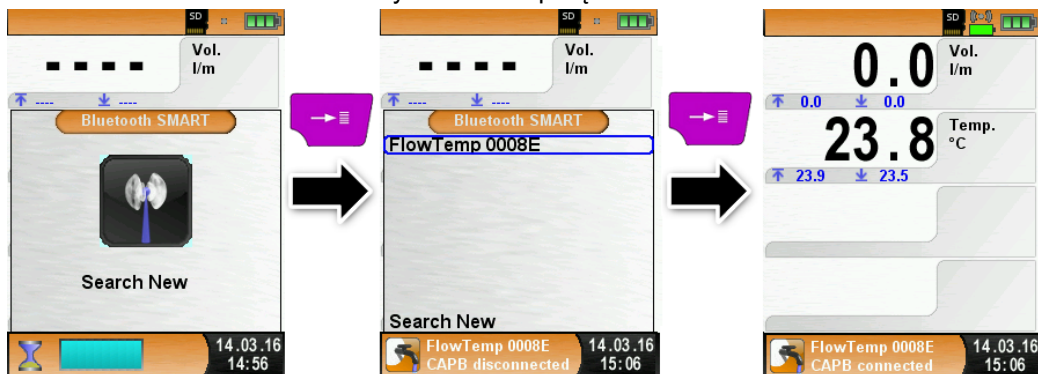 SD
Vol.
l/m
- - - -
---- ----
Bluetooth SMART
Search New
14.03.16
14:56
SD
Vol.
l/m
- - - -
---- ----
Bluetooth SMART
FlowTemp 0008E
Search New
FlowTemp 0008E
CAPB disconnected
14.03.16
15:06
SD
0.0
Vol.
l/m
0.0 0.0
23.8
Temp.
°C
23.9 23.5
FlowTemp 0008E
CAPB connected
14.03.16
15:06